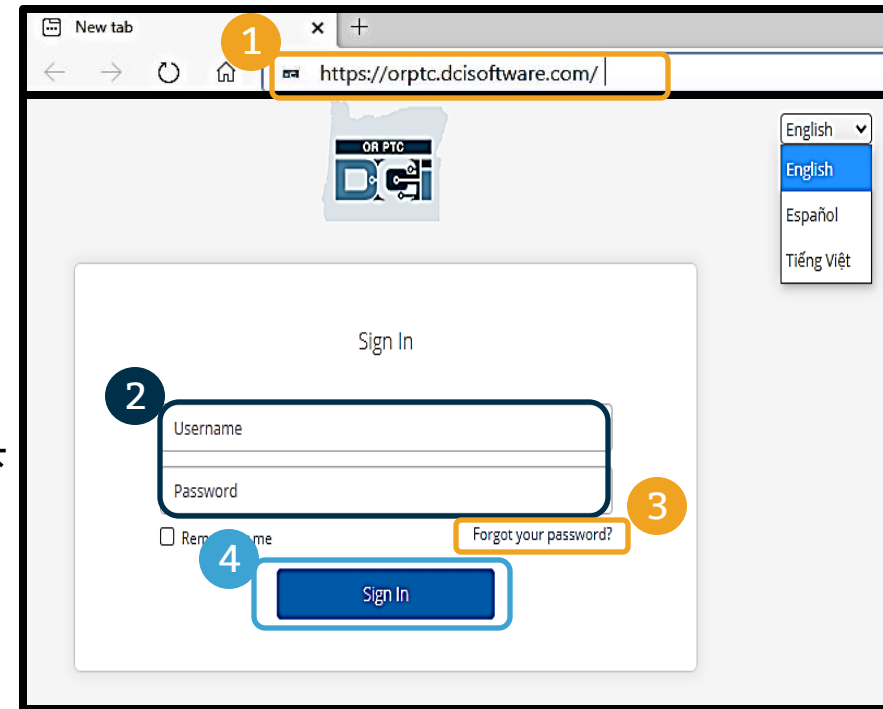 New tab
1
https://orptc.dcisoftware.com/
OR PTC
DCi
English
English
Español
Tiếng Việt
Sign In
2
Username
Password
3
Forgot your password?
4
Sign In